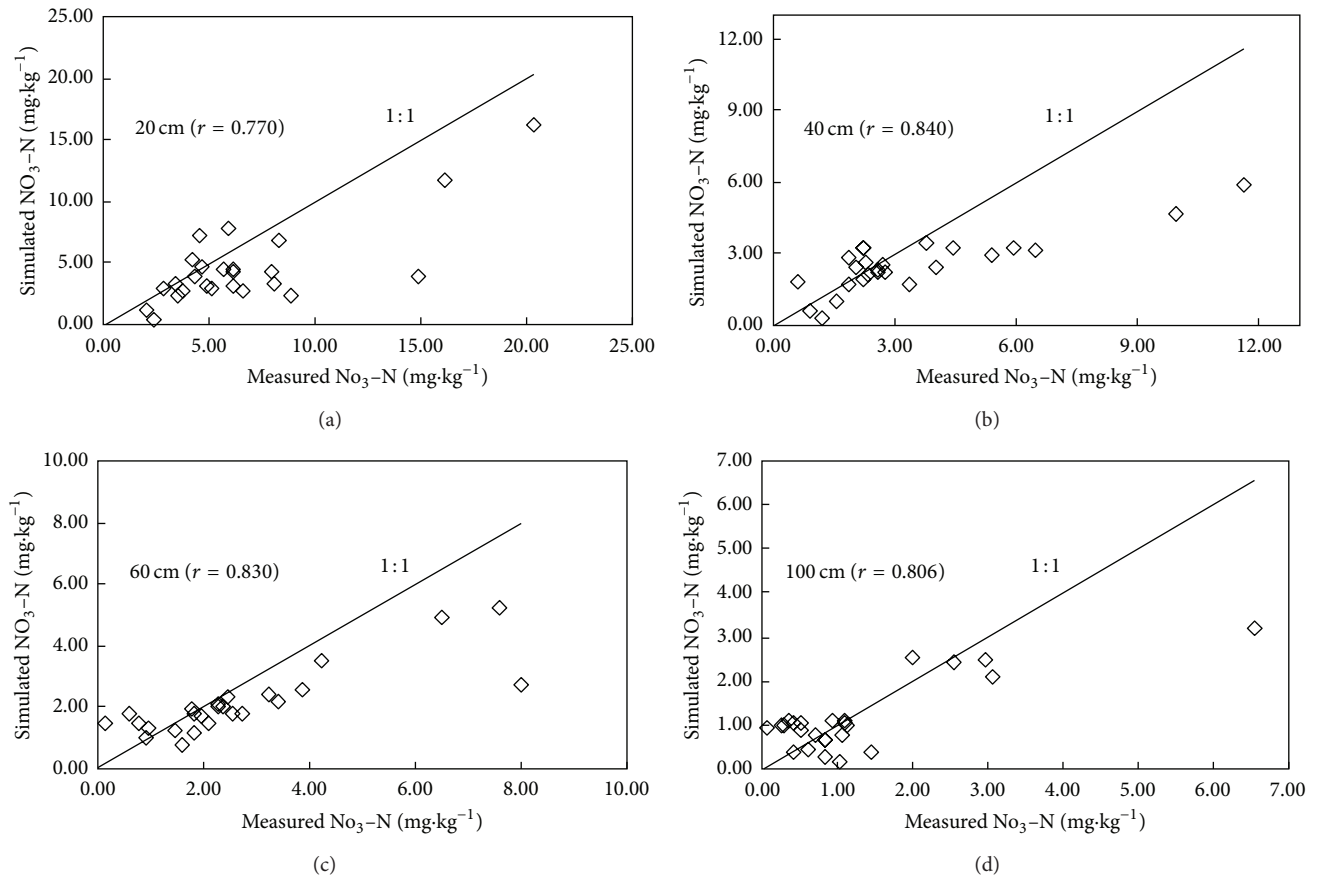 25.00
20.00
15.00
10.00
5.00
0.00
Simulated NO₃–N (mg·kg⁻¹)
20 cm (r = 0.770)
1 : 1
0.00 5.00 10.00 15.00 20.00 25.00
Measured No₃–N (mg·kg⁻¹)
(a)
12.00
9.00
6.00
3.00
0.00
Simulated NO₃–N (mg·kg⁻¹)
40 cm (r = 0.840)
1 : 1
0.00 3.00 6.00 9.00 12.00
Measured No₃–N (mg·kg⁻¹)
(b)
10.00
8.00
6.00
4.00
2.00
0.00
Simulated NO₃–N (mg·kg⁻¹)
60 cm (r = 0.830)
1 : 1
0.00 2.00 4.00 6.00 8.00 10.00
Measured No₃–N (mg·kg⁻¹)
(c)
7.00
6.00
5.00
4.00
3.00
2.00
1.00
0.00
Simulated NO₃–N (mg·kg⁻¹)
100 cm (r = 0.806)
1 : 1
0.00 1.00 2.00 3.00 4.00 5.00 6.00 7.00
Measured No₃–N (mg·kg⁻¹)
(d)